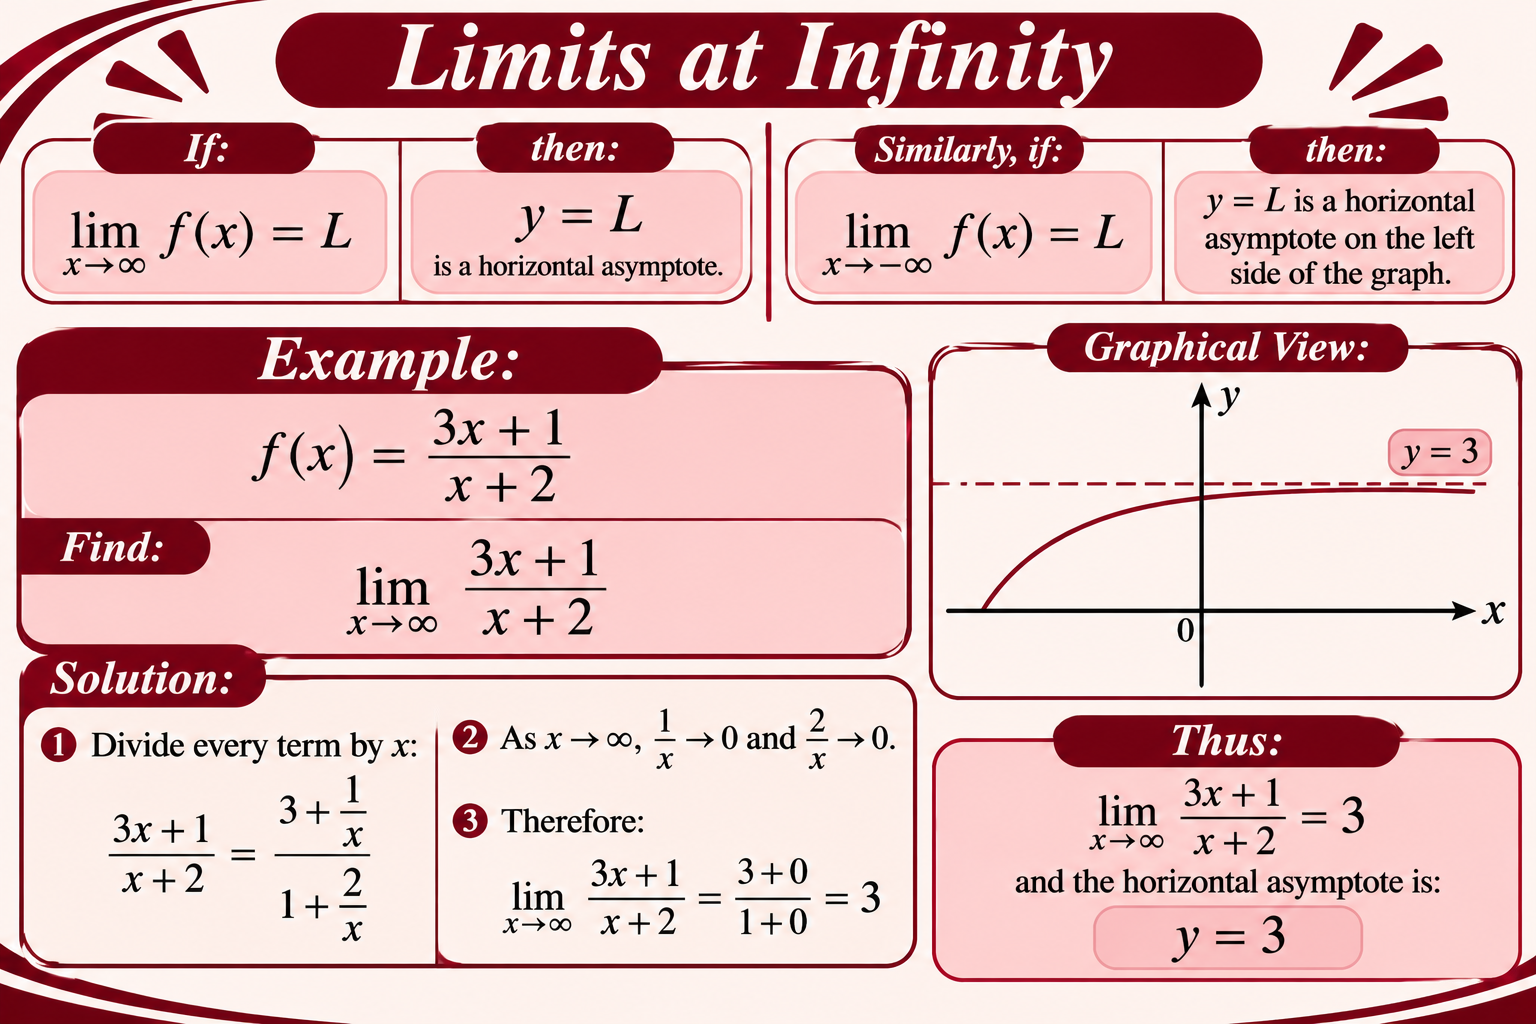 Limits at Infinity
If:
lim x→∞ f(x) = L
then:
y = L
is a horizontal asymptote.
Similarly, if:
lim x→−∞ f(x) = L
then:
y = L is a horizontal
asymptote on the left
side of the graph.
Example:
f(x) = (3x + 1)/(x + 2)
Find:
lim x→∞ (3x + 1)/(x + 2)
Graphical View:
y
y = 3
x
0
Solution:
1 Divide every term by x:
(3x + 1)/(x + 2) = (3 + 1/x)/(1 + 2/x)
2 As x → ∞, 1/x → 0 and 2/x → 0.
3 Therefore:
lim x→∞ (3x + 1)/(x + 2) = (3 + 0)/(1 + 0) = 3
Thus:
lim x→∞ (3x + 1)/(x + 2) = 3
and the horizontal asymptote is:
y = 3